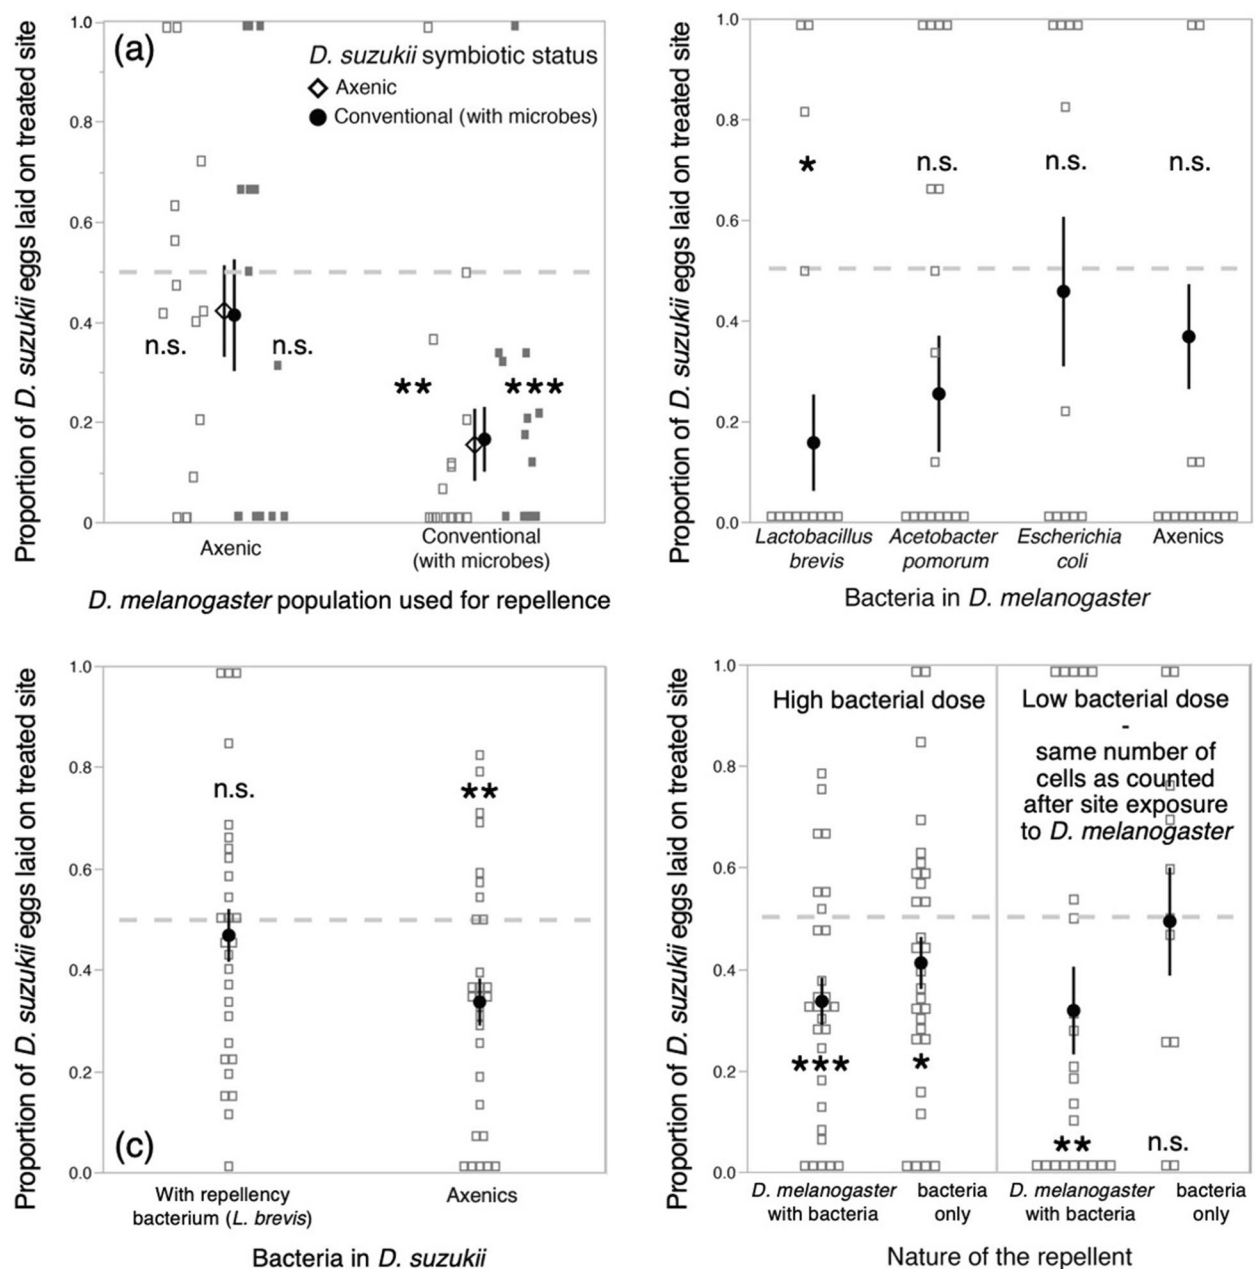 (a)
D. suzukii symbiotic status
Axenic
Conventional (with microbes)
Proportion of D. suzukii eggs laid on treated site
1.0
0.8
0.6
0.4
0.2
0
n.s.
n.s.
**
***
Axenic
Conventional
(with microbes)
D. melanogaster population used for repellence
Proportion of D. suzukii eggs laid on treated site
1.0
0.8
0.6
0.4
0.2
0.0
*
n.s.
n.s.
n.s.
Lactobacillus
brevis
Acetobacter
pomorum
Escherichia
coli
Axenics
Bacteria in D. melanogaster
Proportion of D. suzukii eggs laid on treated site
1.0
0.8
0.6
0.4
0.2
0.0
n.s.
**
(c)
With repellency
bacterium (L. brevis)
Axenics
Bacteria in D. suzukii
Proportion of D. suzukii eggs laid on treated site
1.0
0.8
0.6
0.4
0.2
0.0
High bacterial dose
Low bacterial dose
-
same number of
cells as counted
after site exposure
to D. melanogaster
***
*
**
n.s.
D. melanogaster
with bacteria
bacteria
only
D. melanogaster
with bacteria
bacteria
only
Nature of the repellent